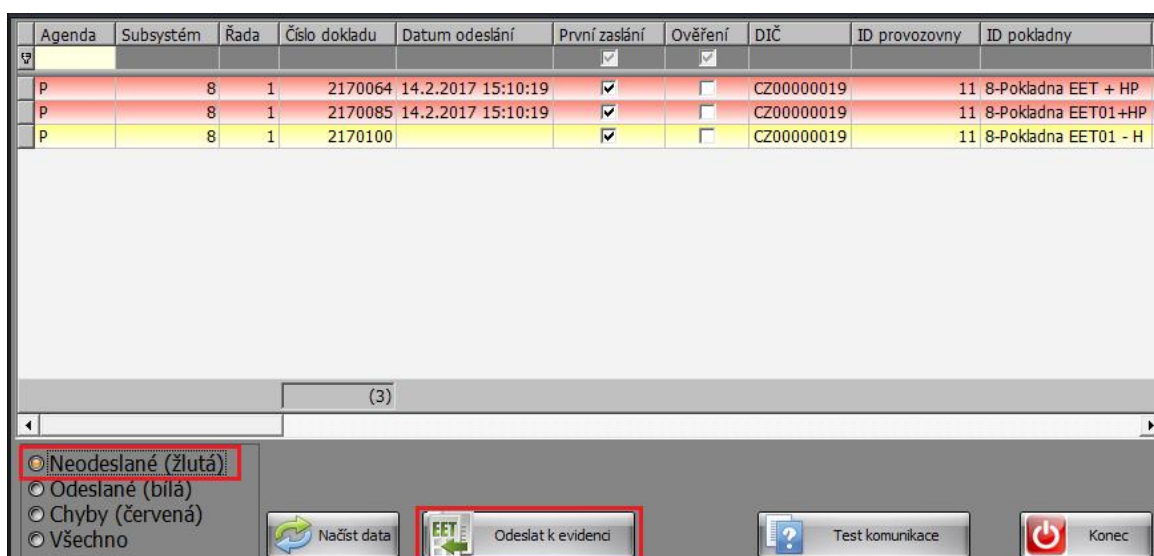 Agenda Subsystém Řada Číslo dokladu Datum odeslání První zaslání Ověření DIČ ID provozovny ID pokladny
P 8 1 2170064 14.2.2017 15:10:19 CZ00000019 11 8-Pokladna EET + HP
P 8 1 2170085 14.2.2017 15:10:19 CZ00000019 11 8-Pokladna EET01+HP
P 8 1 2170100 CZ00000019 11 8-Pokladna EET01 - H
(3)
Neodeslané (žlutá)
Odeslané (bílá)
Chyby (červená)
Všechno
Načíst data
EET
Odeslat k evidenci
Test komunikace
Konec